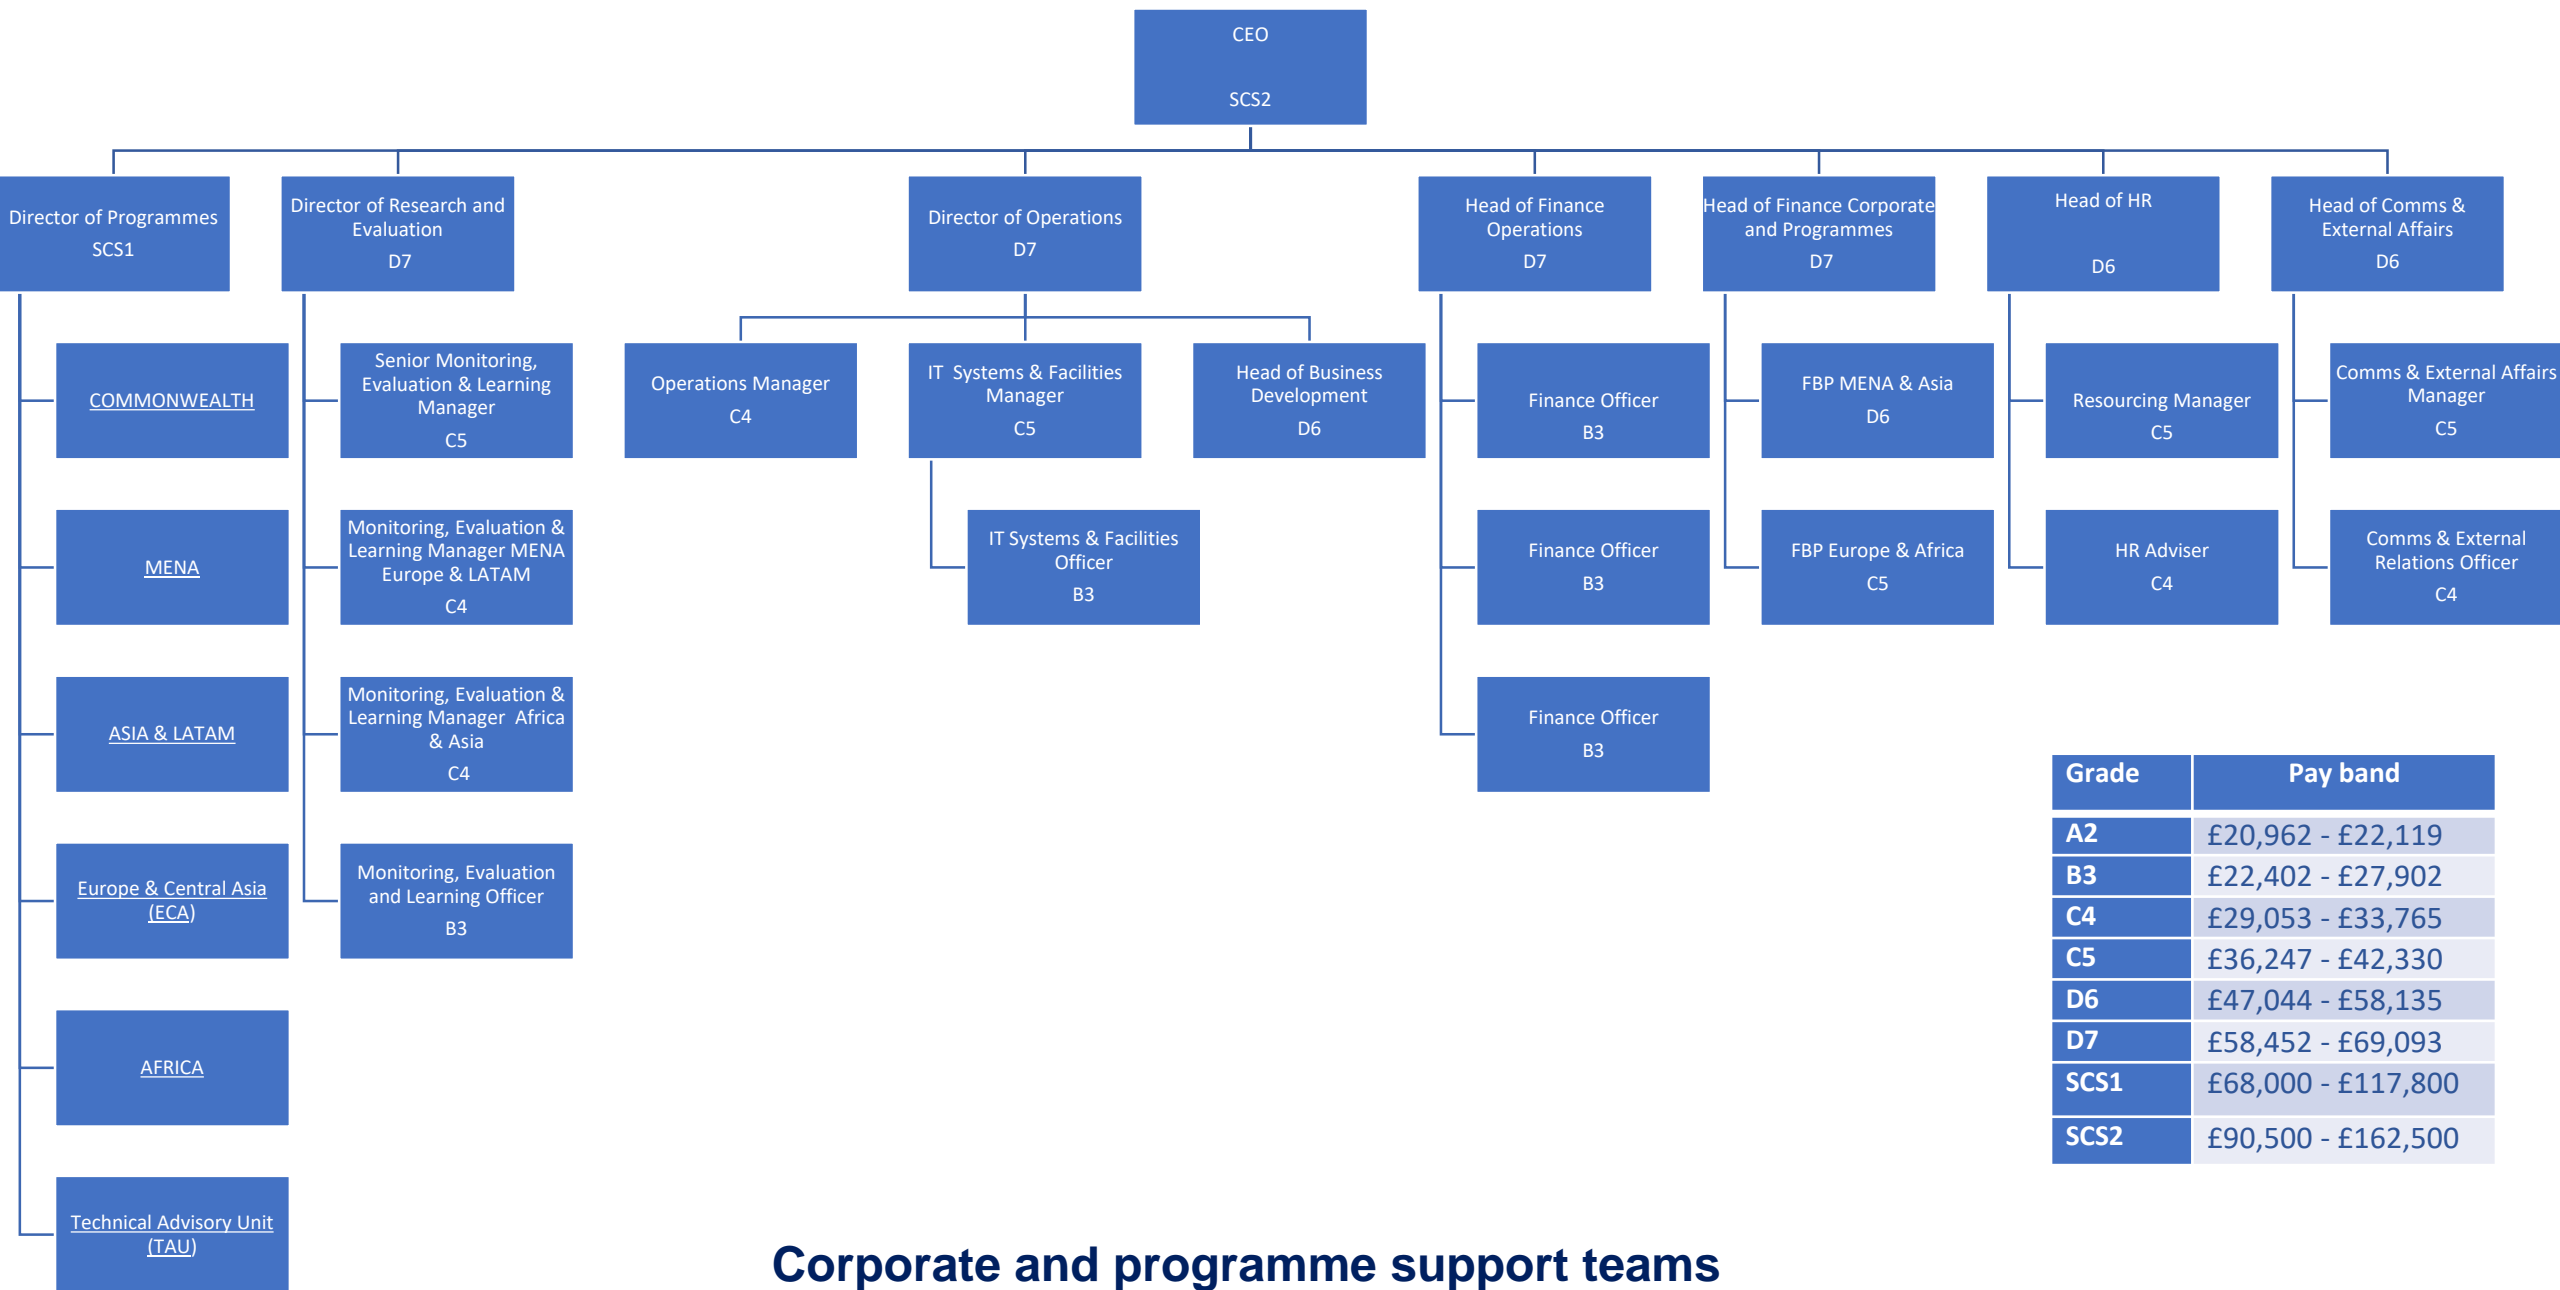 CEO
SCS2
Director of Programmes
SCS1
Director of Research and
Evaluation
D7
Director of Operations
D7
Head of Finance
Operations
D7
Head of Finance Corporate
and Programmes
D7
Head of HR
D6
Head of Comms &
External Affairs
D6
COMMONWEALTH
MENA
ASIA & LATAM
Europe & Central Asia
(ECA)
AFRICA
Technical Advisory Unit
(TAU)
Senior Monitoring,
Evaluation & Learning
Manager
C5
Monitoring, Evaluation &
Learning Manager MENA
Europe & LATAM
C4
Monitoring, Evaluation &
Learning Manager Africa
& Asia
C4
Monitoring, Evaluation
and Learning Officer
B3
Operations Manager
C4
IT Systems & Facilities
Manager
C5
IT Systems & Facilities
Officer
B3
Head of Business
Development
D6
Finance Officer
B3
Finance Officer
B3
Finance Officer
B3
FBP MENA & Asia
D6
FBP Europe & Africa
C5
Resourcing Manager
C5
HR Adviser
C4
Comms & External Affairs
Manager
C5
Comms & External
Relations Officer
C4
Grade Pay band
A2 £20,962 - £22,119
B3 £22,402 - £27,902
C4 £29,053 - £33,765
C5 £36,247 - £42,330
D6 £47,044 - £58,135
D7 £58,452 - £69,093
SCS1 £68,000 - £117,800
SCS2 £90,500 - £162,500
Corporate and programme support teams